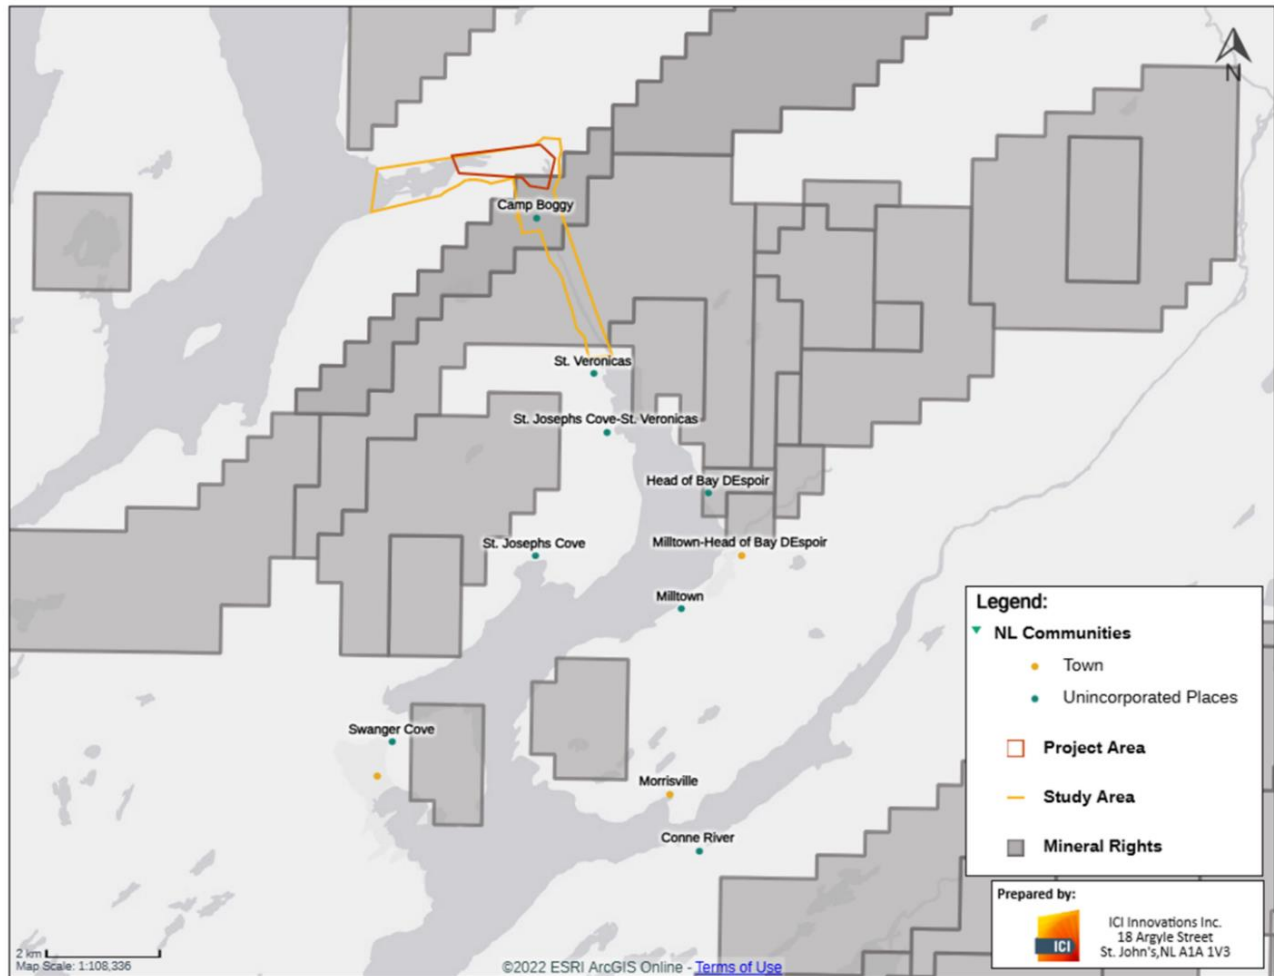 N
Camp Boggy
St. Veronicas
St. Josephs Cove-St. Veronicas
Head of Bay DEspoir
St. Josephs Cove
Milltown-Head of Bay DEspoir
Milltown
Swanger Cove
Morrisville
Conne River
Legend:
NL Communities
Town
Unincorporated Places
Project Area
Study Area
Mineral Rights
Prepared by:
ICI
ICI Innovations Inc.
18 Argyle Street
St. John's,NL A1A 1V3
2 km
Map Scale: 1:108,336
©2022 ESRI ArcGIS Online - Terms of Use